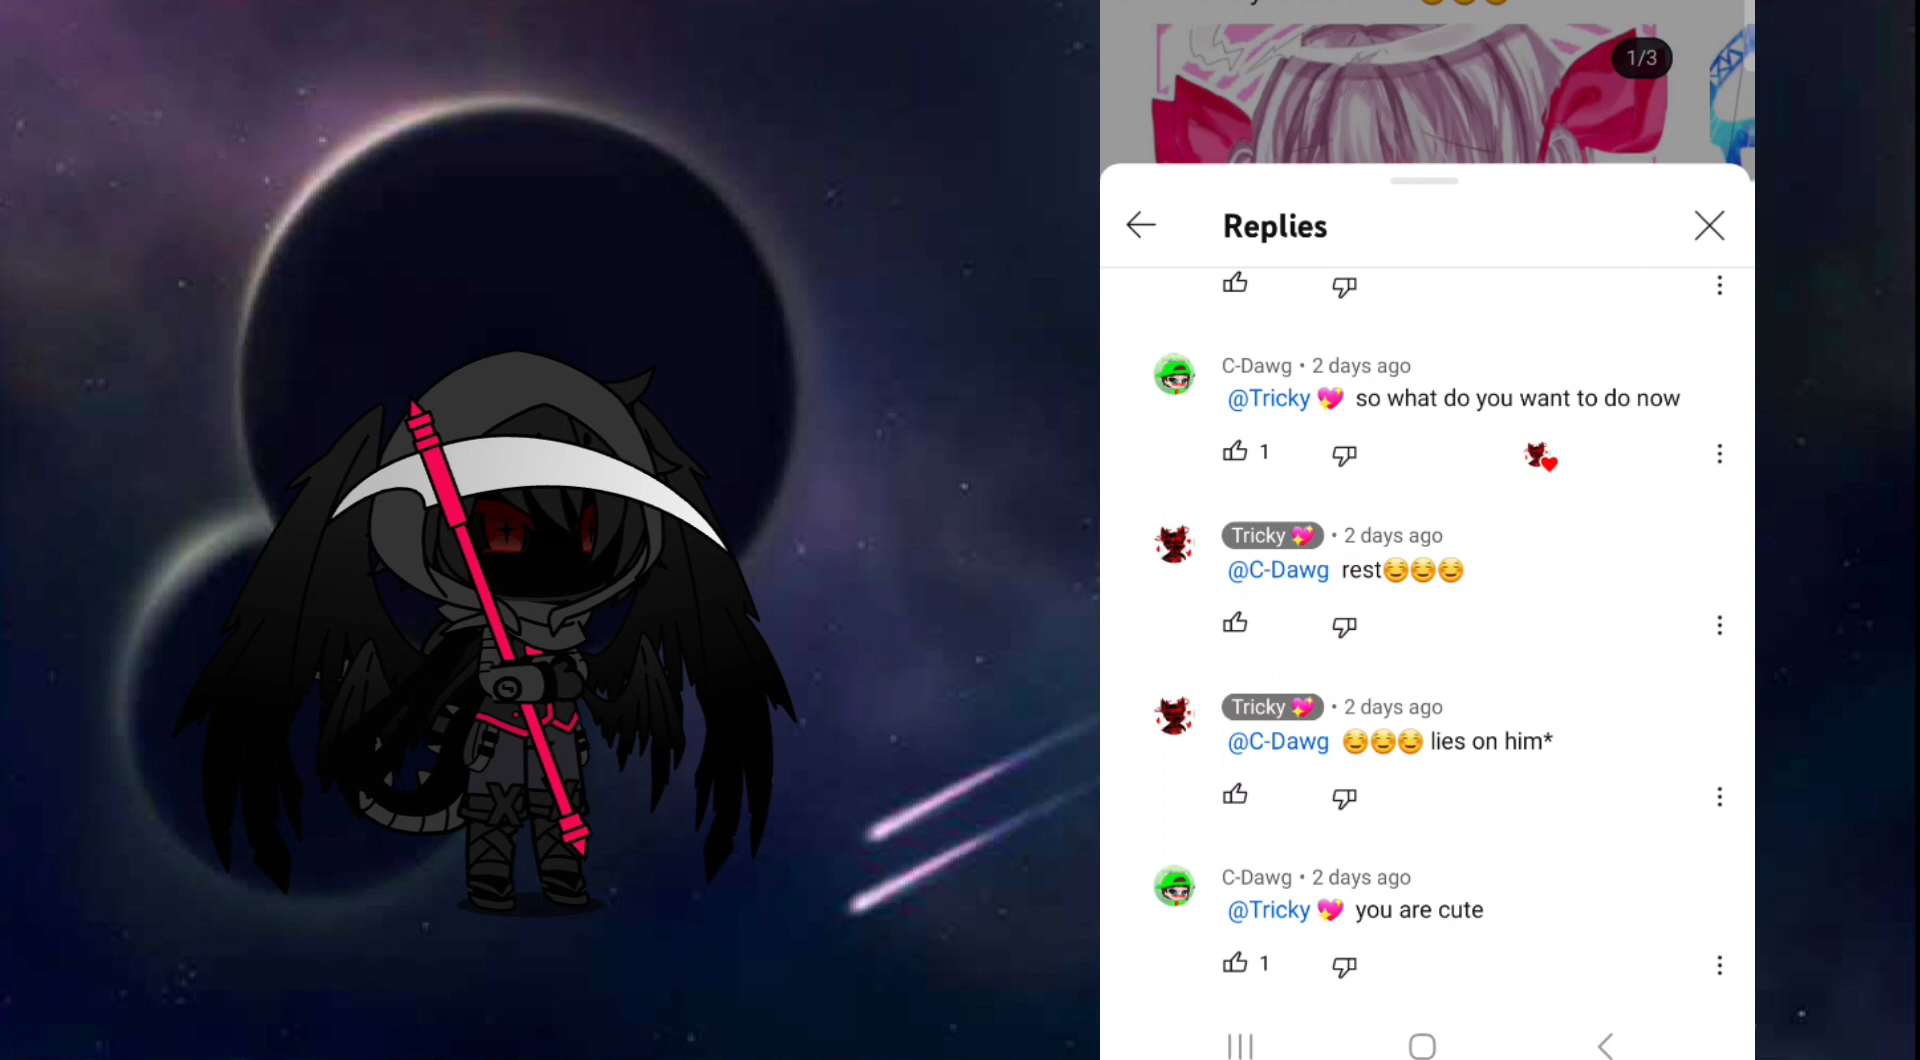 1/3
Replies
C-Dawg • 2 days ago
@Tricky 💖 so what do you want to do now
1
Tricky 💖 • 2 days ago
@C-Dawg rest☺️☺️☺️
Tricky 💖 • 2 days ago
@C-Dawg ☺️☺️☺️ lies on him*
C-Dawg • 2 days ago
@Tricky 💖 you are cute
1